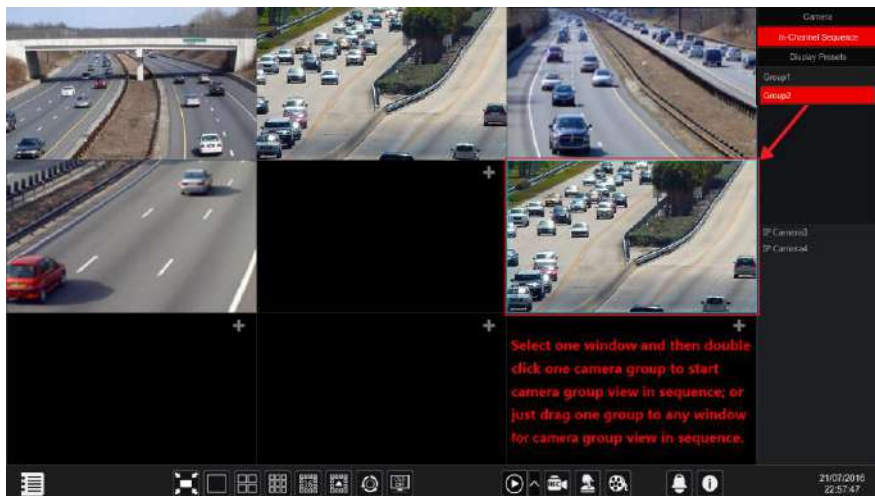 Camera
In-Channel Sequence
Display Presets
Group1
Group2
IP Camera3
IP Camera4
Select one window and then double
click one camera group to start
camera group view in sequence; or
just drag one group to any window
for camera group view in sequence.
REC
21/07/2016
22:57:47